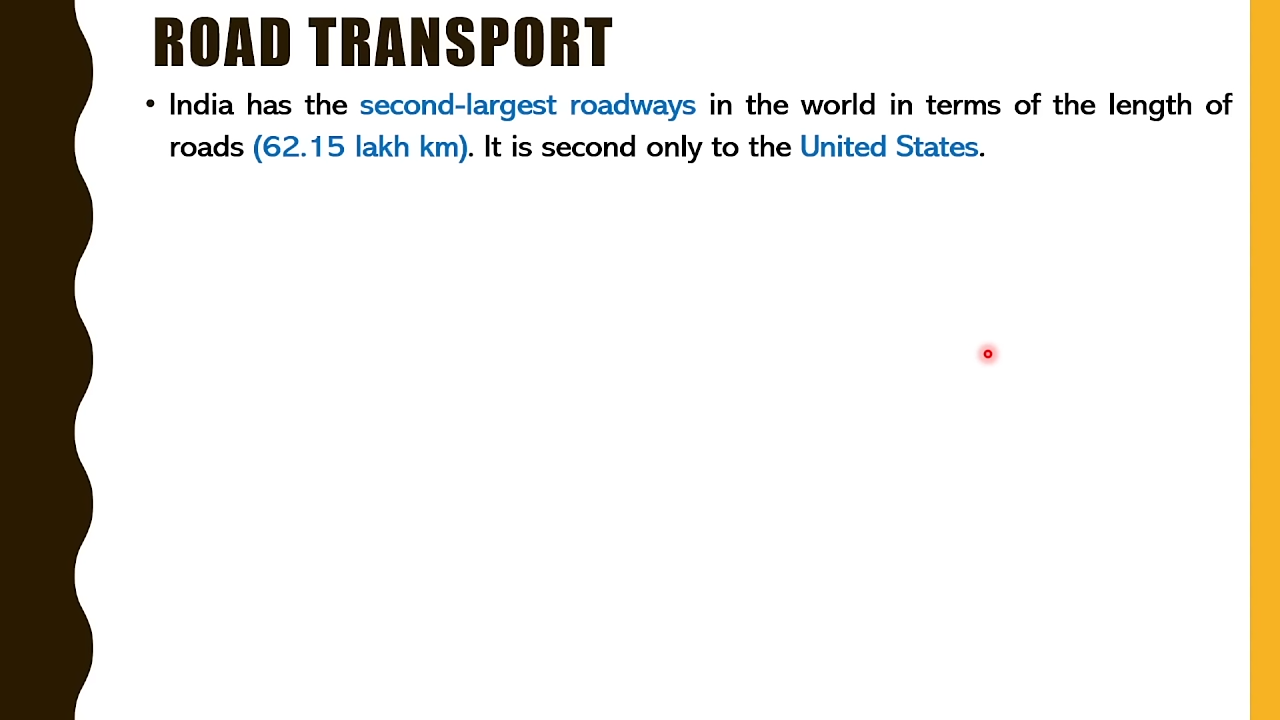 ROAD TRANSPORT
• India has the second-largest roadways in the world in terms of the length of
roads (62.15 lakh km). It is second only to the United States.